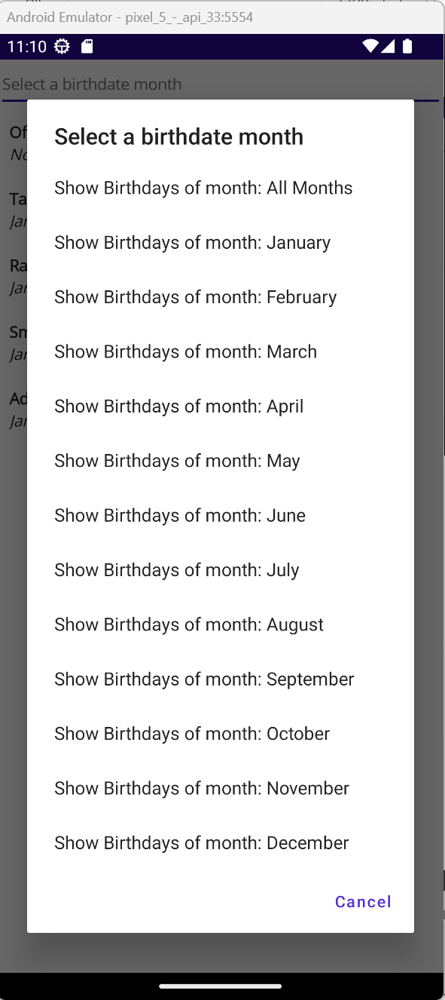 Android Emulator - pixel_5_-_api_33:5554
11:10
Select a birthdate month
Of
No
Ta
Jan
Ra
Jan
Sm
Jan
Ad
Jan
Select a birthdate month
Show Birthdays of month: All Months
Show Birthdays of month: January
Show Birthdays of month: February
Show Birthdays of month: March
Show Birthdays of month: April
Show Birthdays of month: May
Show Birthdays of month: June
Show Birthdays of month: July
Show Birthdays of month: August
Show Birthdays of month: September
Show Birthdays of month: October
Show Birthdays of month: November
Show Birthdays of month: December
Cancel